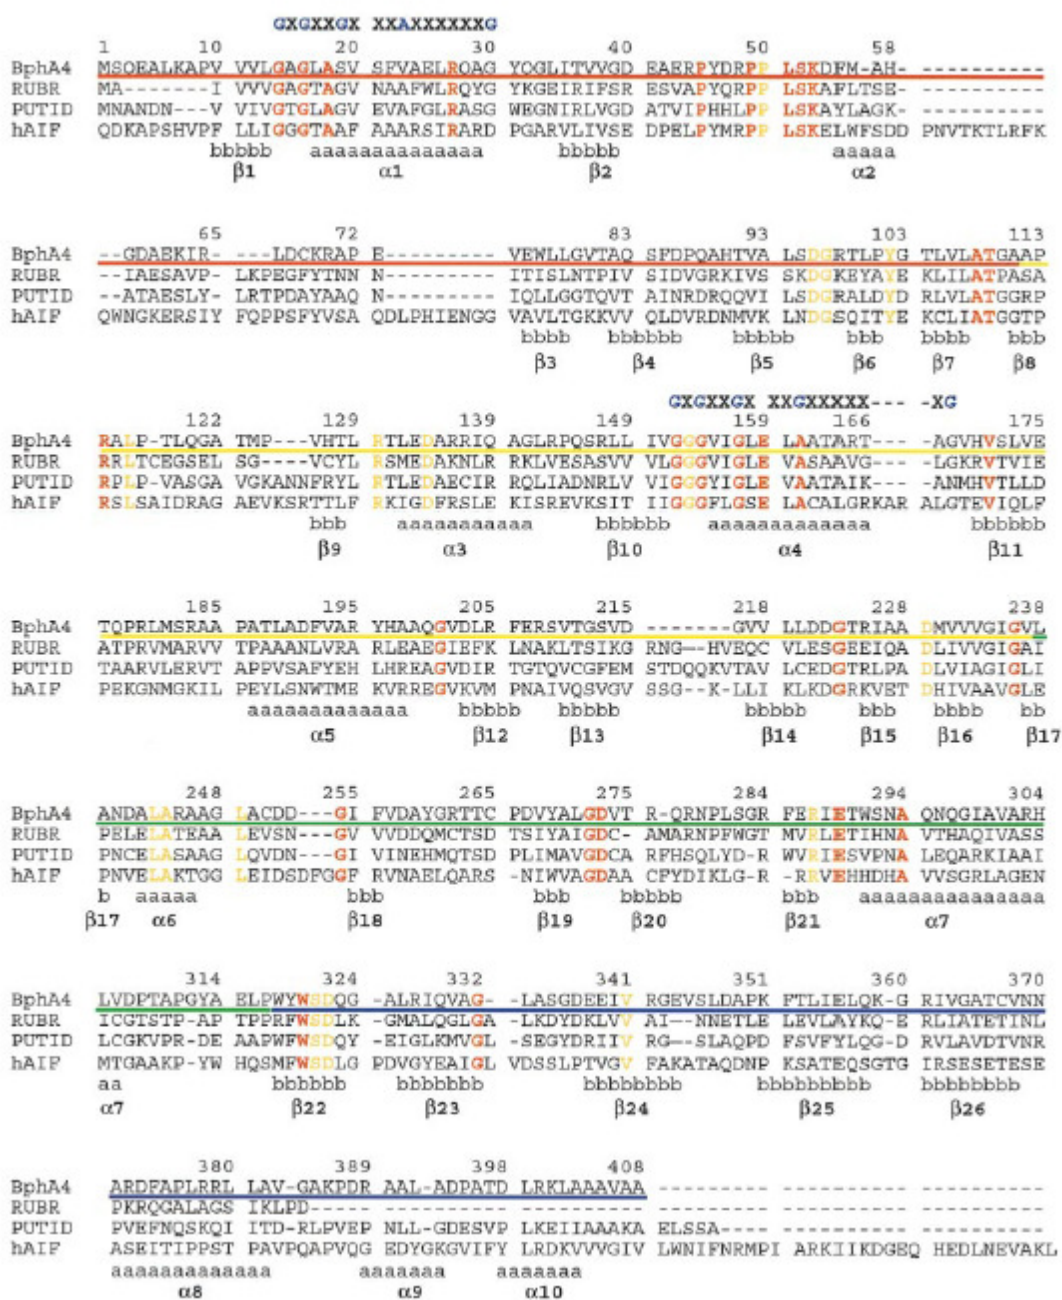 GXGXXGX XXAXXXXXXG
1 10 20 30 40 50 58
BphA4 MSQEALKAPV VVLGAGLASV SFVAELRQAG YQGLITVVGD EAERPYDRPP LSKDFM-AH- ----------
RUBR MA-------I VVVGAGTAGV NAAFWLRQYG YKGEIRIFSR ESVAPYQRPP LSKAFLTSE- ----------
PUTID MNANDN---V VIVGTGLAGV EVAFGLRASG WEGNIRLVGD ATVIPHHLPP LSKAYLAGK- ----------
hAIF QDKAPSHVPF LLIGGGTAAF AAARSIRARD PGARVLIVSE DPELPYMRPP LSKELWFSDD PNVTKTLRFK
bbbbb aaaaaaaaaaaaaa bbbbb aaaaa
β1 α1 β2 α2
65 72 83 93 103 113
BphA4 --GDAEKIR- --LDCKRAPE ---------- VEWLLGVTAQ SFDPQAHTVA LSDGRTLPYG TLVLATGAAP
RUBR --IAESAVP- LKPEGFYTNN N--------- ITISLNTPIV SIDVGRKIVS SKDGKEYAYE KLILATPASA
PUTID --ATAESLY- LRTPDAYAAQ N--------- IQLLGGTQVT AINRDRQQVI LSDGRALDYD RLVLATGGRP
hAIF QWNGKERSIY FQPPSFYVSA QDLPHIENGG VAVLTGKKVV QLDVRDNMVK LNDGSQITYE KCLIATGGTP
bbbb bbbbbb bbbbb bbb bbbb bbb
β3 β4 β5 β6 β7 β8
GXGXXGX XXGXXXXX---- -XG
122 129 139 149 159 166 175
BphA4 RALP-TLQGA TMP---VHTL RTLEDARRIQ AGLRPQSRLL IVGGGVIGLE LAATART--- -AGVHVSLVE
RUBR RRLTCEGSEL SG----VCYL RSMEDAKNLR RKLVESASVV VLGGGVIGLE VASAAVG--- -LGKRVTVIE
PUTID RPLP-VASGA VGKANNFRYL RTLEDAECIR RQLIADNRLV VIGGGYIGLE VAATAIK--- -ANMHVTLLD
hAIF RSLSAIDRAG AEVKSRTTLF RKIGDFRSLE KISREVKSIT IIGGGFLGSE LACALGRKAR ALGTEVIQLF
bbb aaaaaaaaaaa bbbbbb aaaaaaaaaaaaa bbbbbb
β9 α3 β10 α4 β11
185 195 205 215 218 228 238
BphA4 TQPRLMSRAA PATLADFVAR YHAAQGVDLR FERSVTGSVD ------GVV LLDDGTRIAA DMVVVGIGVL
RUBR ATPRVMARVV TPAAANLVRA RLEAEGIEFK LNAKLTSIKG RNG--HVEQC VLESGEEIQA DLIVVGIGAI
PUTID TAARVLERVT APPVSAFYEH LHREAGVDIR TGTQVCGFEM STDQQKVTAV LCEDGTRLPA DLVIAGIGLI
hAIF PEKGNMGKIL PEYLSNWTME KVRREGVKVM PNAIVQSVGV SSG--K-LLI KLKDGRKVET DHIVAAVGLE
aaaaaaaaaaaaa bbbbb bbbbb bbbbb bbb bbbb bb
α5 β12 β13 β14 β15 β16 β17
248 255 265 275 284 294 304
BphA4 ANDALARAAG LACDD---GI FVDAYGRTTC PDVYALGDVT R-QRNPLSGR FERIETWSNA QNQGIAVARH
RUBR PELELATEAA LEVSN---GV VVDDQMCTSD TSIYAIGDC- AMARNPFWGT MVRLETIHNA VTHAQIVASS
PUTID PNCELASAAG LQVDN---GI VINEHMQTSD PLIMAVGDCA RFHSQLYD-R WVRIESVPNA LEQARKIAAI
hAIF PNVELAKTGG LEIDSDFGGF RVNAELQARS -NIWVAGDAA CFYDIKLG-R RRVEHHDHA VVSGRLAGEN
b aaaaa bbb bbb bbbbb bbb aaaaaaaaaaaaaaa
β17 α6 β18 β19 β20 β21 α7
314 324 332 341 351 360 370
BphA4 LVDPTAPGYA ELPWYWSDQG -ALRIQVAG- -LASGDEEIV RGEVSLDAPK FTLIELQK-G RIVGATCVNN
RUBR ICGTSTP-AP TPPRFWSDLK -GMALQGLGA -LKDYDKLVV AI--NNETLE LEVLAYKQ-E RLIATETINL
PUTID LCGKVPR-DE AAPWFWSDQY -EIGLKMVGL -SEGYDRIIV RG--SLAQPD FSVFYLQG-D RVLAVDTVNR
hAIF MTGAAKP-YW HQSMFWSDLG PDVGYEAIGL VDSSLPTVGV FAKATAQDNP KSATEQSGTG IRSESETESE
aa bbbbbb bbbbbbb bbbbbbbb bbbbbbbbb bbbbbbbbb
α7 β22 β23 β24 β25 β26
380 389 398 408
BphA4 ARDFAPLRRL LAV-GAKPDR AAL-ADPATD LRKLAAAVAA ---------- ---------- ----------
RUBR PKRQGALAGS IKLPD----- ---------- ---------- ---------- ---------- ----------
PUTID PVEFNQSKQI ITD-RLPVEP NLL-GDESVP LKEIIAAAKA ELSSA----- ---------- ----------
hAIF ASEITIPPST PAVPQAPVQG EDYGKGVIFY LRDKVVVGIV LWNIFNRMPI ARKIIKDGEQ HEDLNEVAKL
aaaaaaaaaaaaa aaaaaaa aaaaaaa
α8 α9 α10